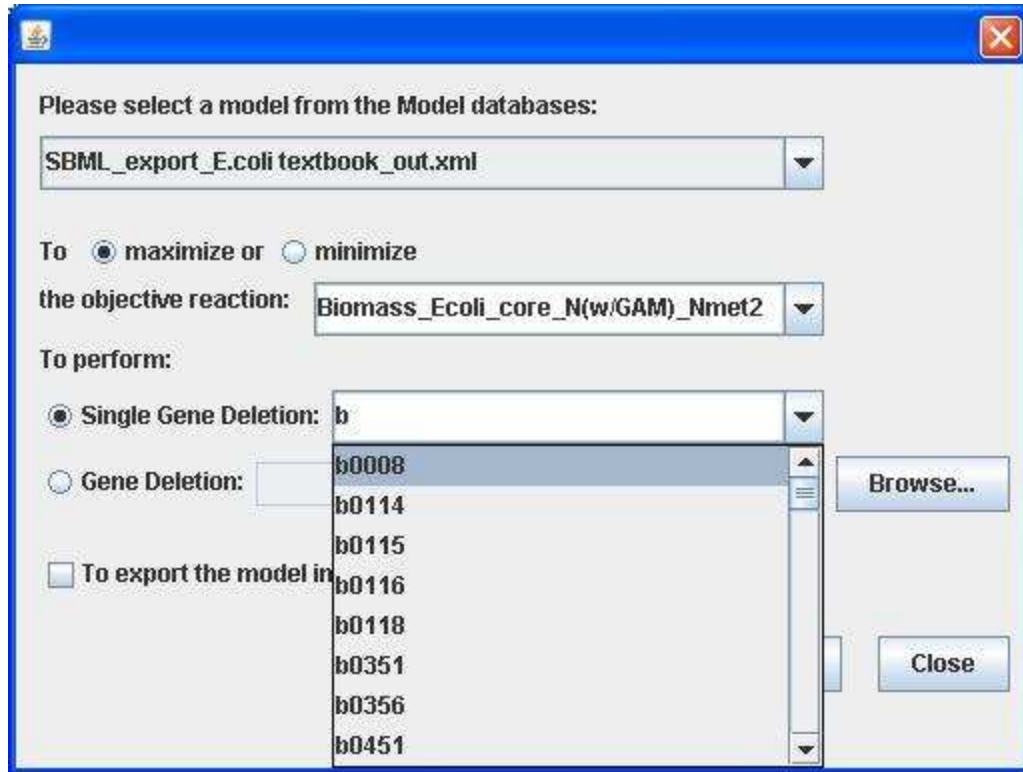 Please select a model from the Model databases:
SBML_export_E.coli textbook_out.xml
To maximize or minimize
the objective reaction: Biomass_Ecoli_core_N(w/GAM)_Nmet2
To perform:
Single Gene Deletion: b
b0008
Gene Deletion: Browse...
b0114
b0115
To export the model in
b0116
b0118
b0351
Close
b0356
b0451